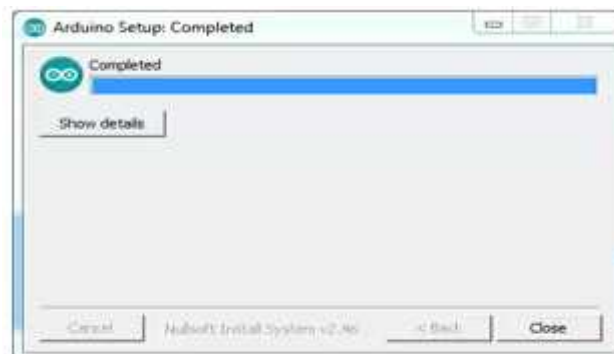 Arduino Setup: Completed
Completed
Show details
Cancel Nullsoft Install System v2.46 < Back Close